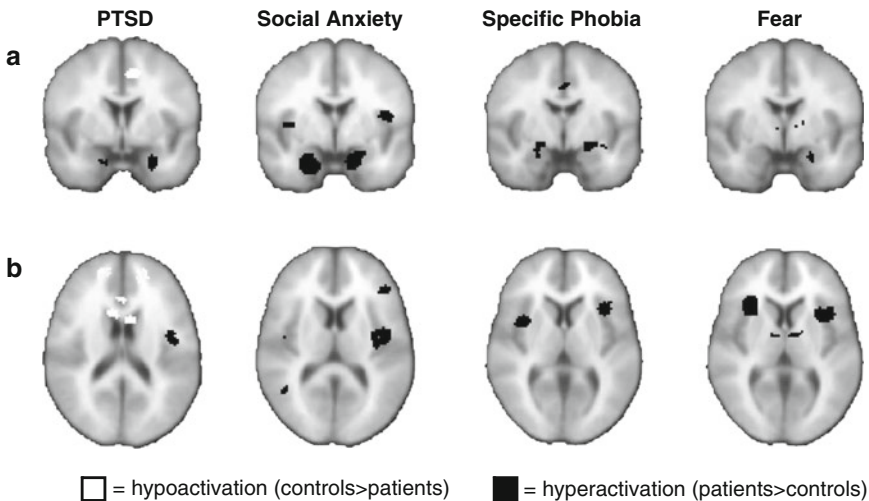 PTSD Social Anxiety Specific Phobia Fear
a
b
= hypoactivation (controls>patients) = hyperactivation (patients>controls)